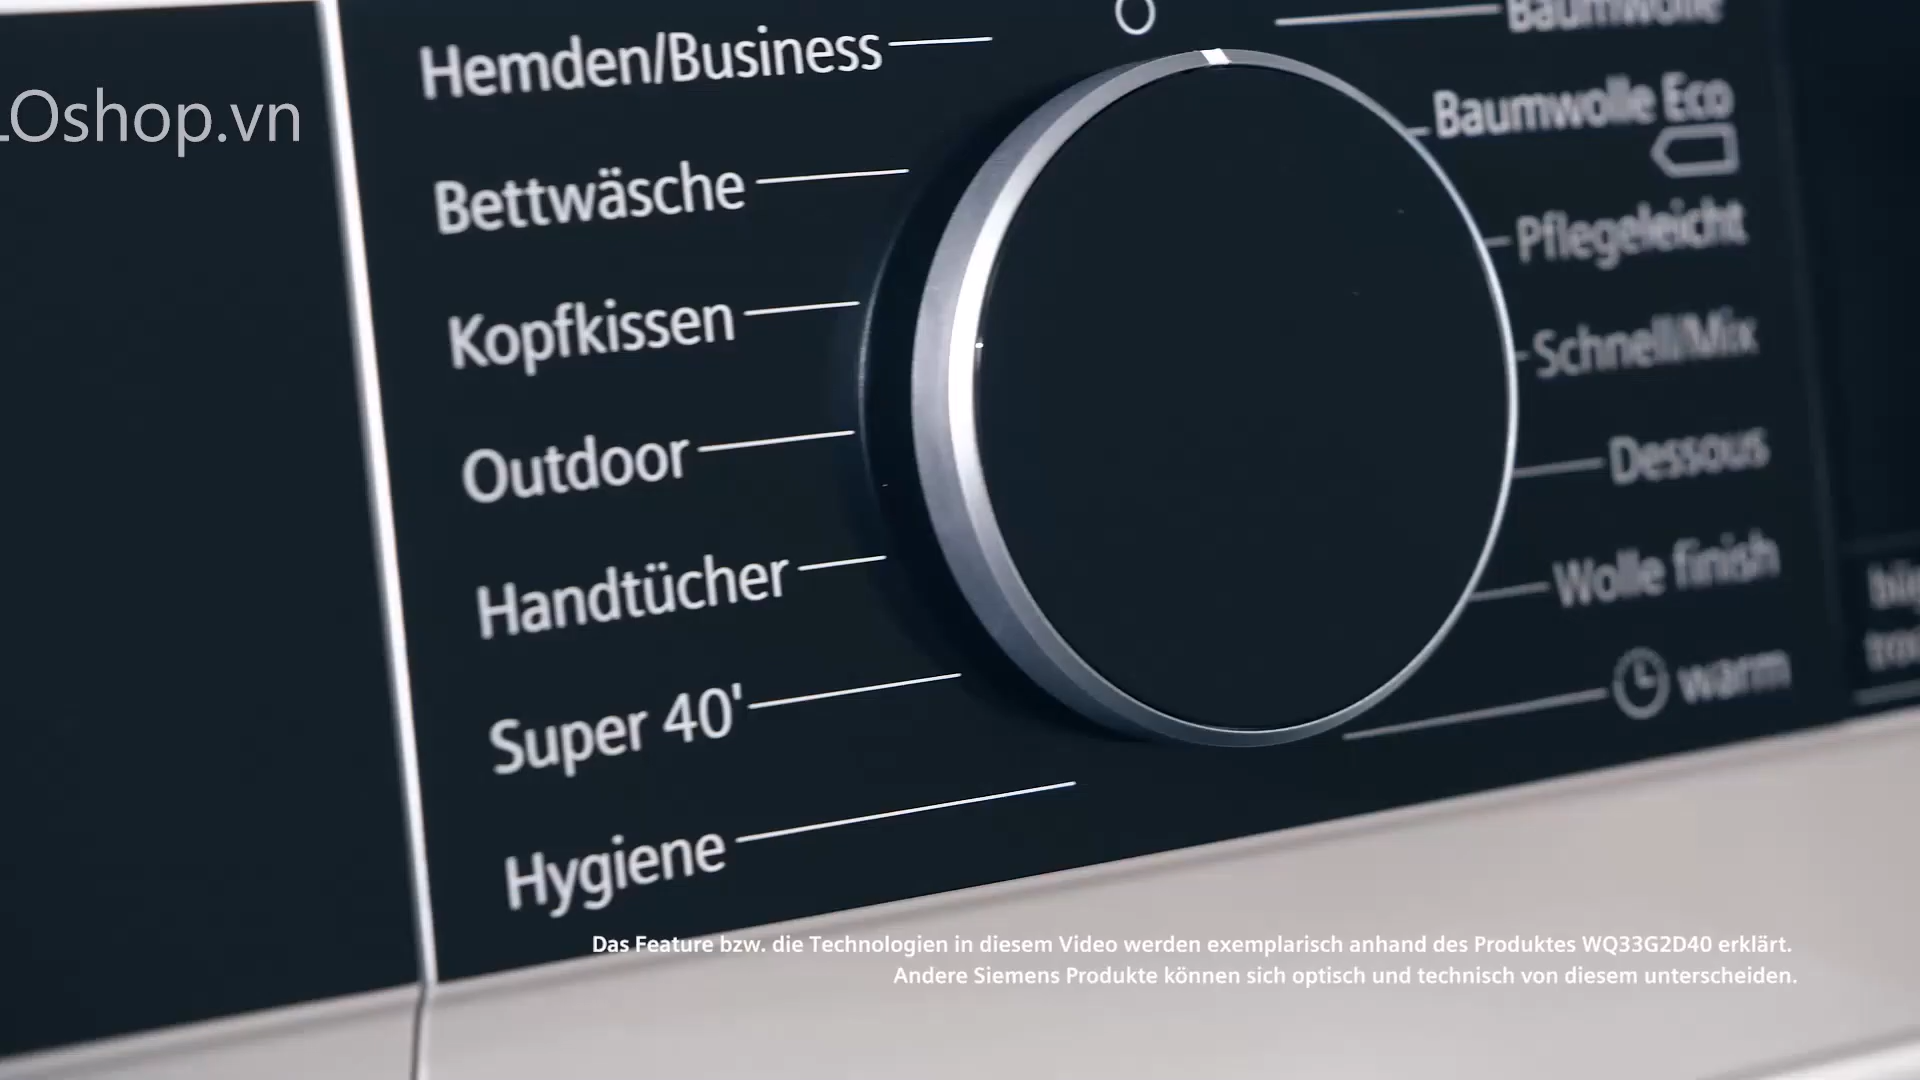 LOshop.vn
Hemden/Business
Bettwäsche
Kopfkissen
Outdoor
Handtücher
Super 40'
Hygiene
Baumwolle
Baumwolle Eco
Pflegeleicht
Schnell/Mix
Dessous
Wolle finish
warm
Das Feature bzw. die Technologien in diesem Video werden exemplarisch anhand des Produktes WQ33G2D40 erklärt.
Andere Siemens Produkte können sich optisch und technisch von diesem unterscheiden.